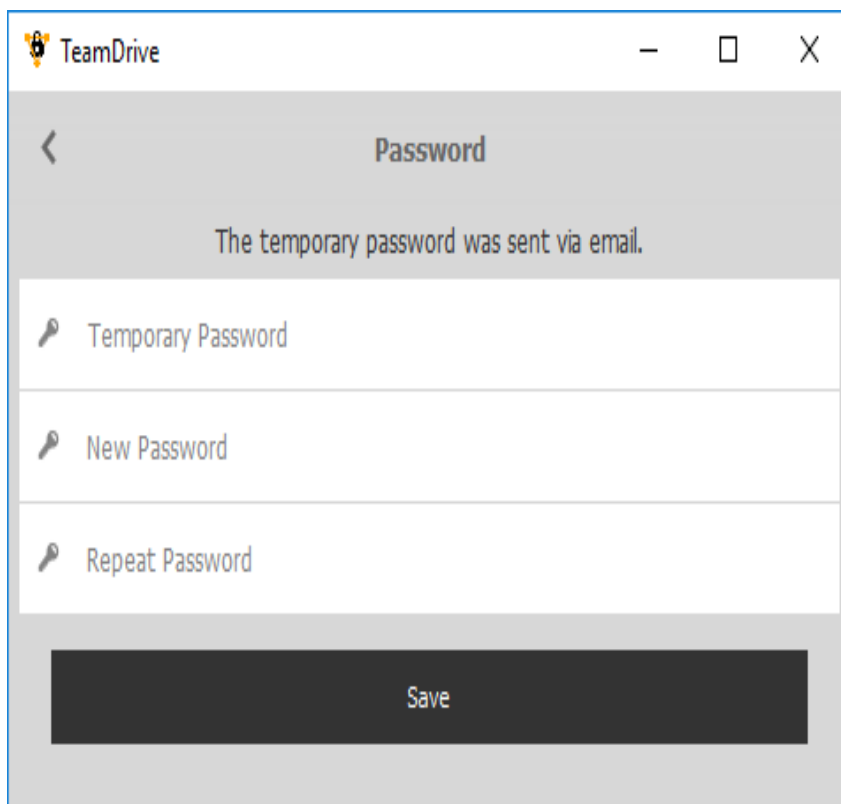 TeamDrive
Password
The temporary password was sent via email.
Temporary Password
New Password
Repeat Password
Save